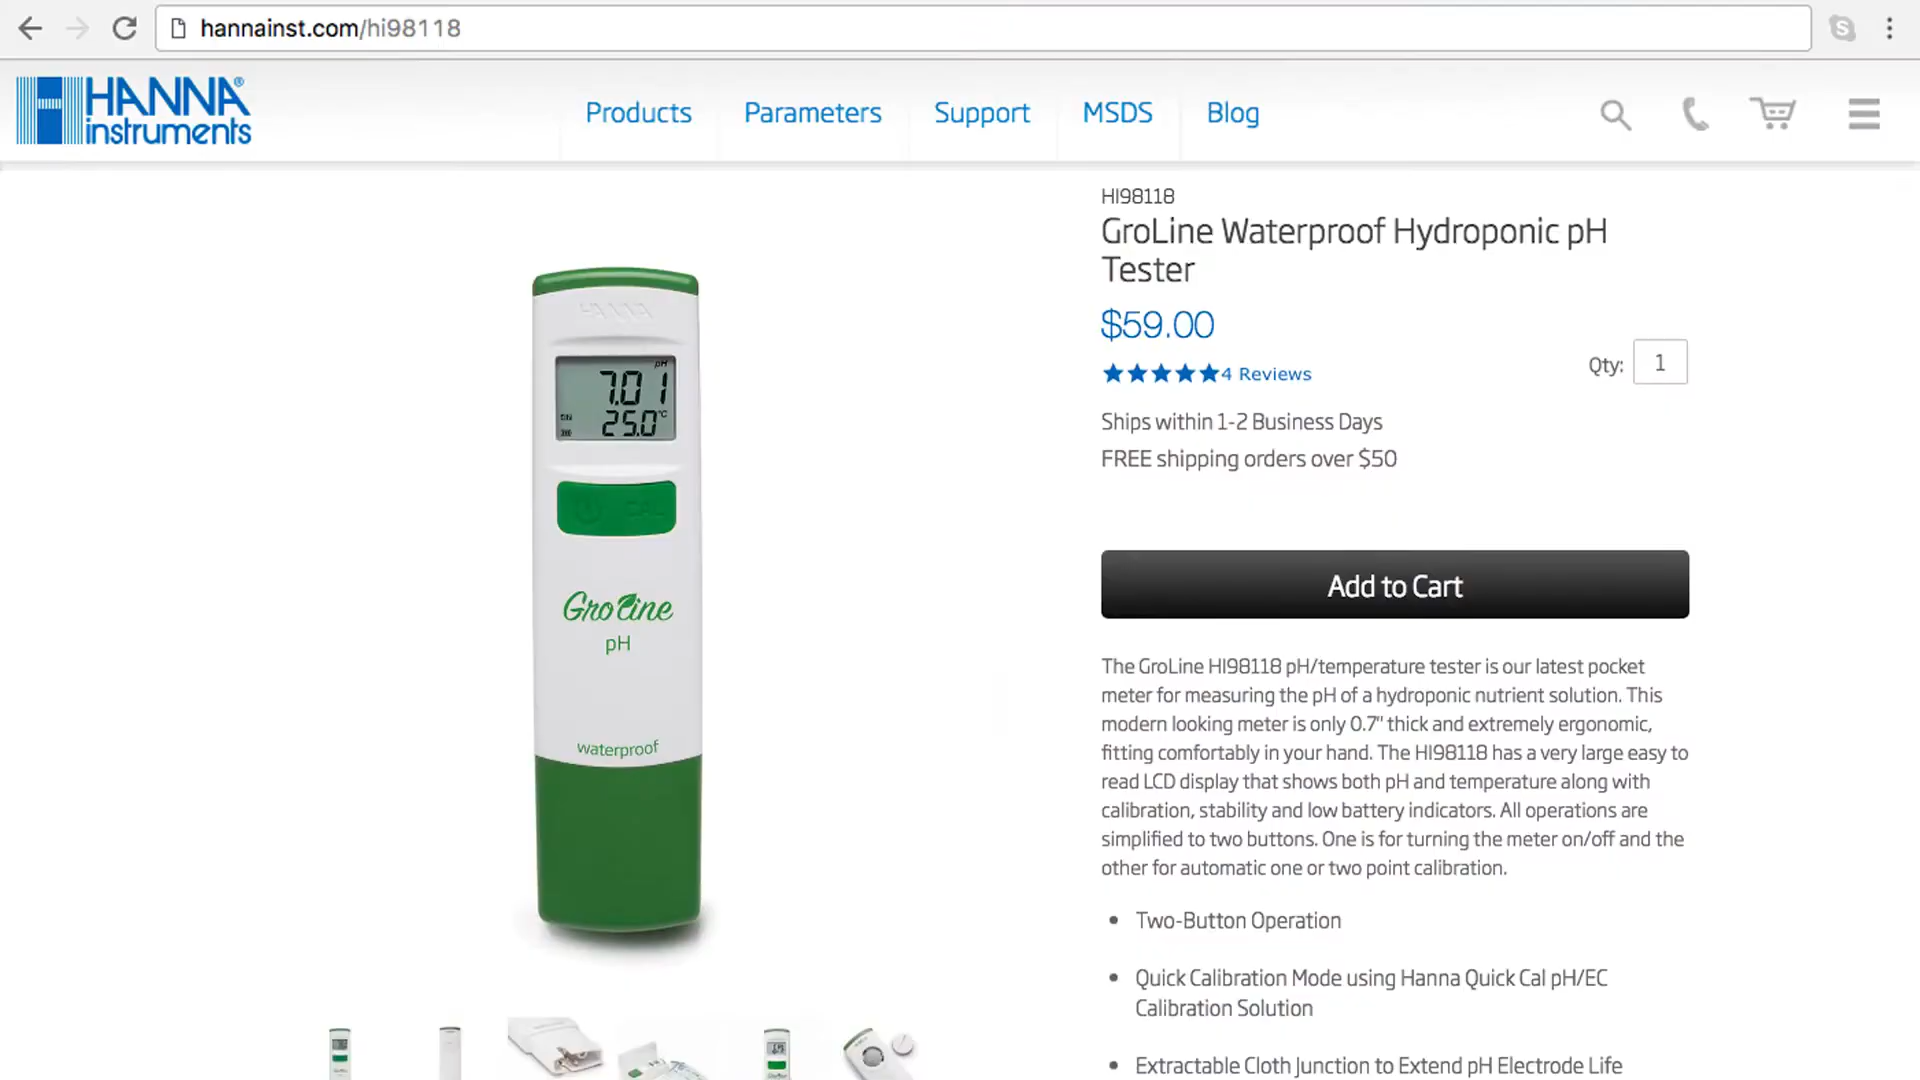 hannainst.com/hi98118
HANNA®
instruments
Products
Parameters
Support
MSDS
Blog
HI98118
GroLine Waterproof Hydroponic pH
Tester
$59.00
4 Reviews
Qty: 1
Ships within 1-2 Business Days
FREE shipping orders over $50
Add to Cart
The GroLine HI98118 pH/temperature tester is our latest pocket
meter for measuring the pH of a hydroponic nutrient solution. This
modern looking meter is only 0.7" thick and extremely ergonomic,
fitting comfortably in your hand. The HI98118 has a very large easy to
read LCD display that shows both pH and temperature along with
calibration, stability and low battery indicators. All operations are
simplified to two buttons. One is for turning the meter on/off and the
other for automatic one or two point calibration.
• Two-Button Operation
• Quick Calibration Mode using Hanna Quick Cal pH/EC
Calibration Solution
• Extractable Cloth Junction to Extend pH Electrode Life
HANNA
pH
7.01
25.0°C
CAL
GroLine
pH
waterproof